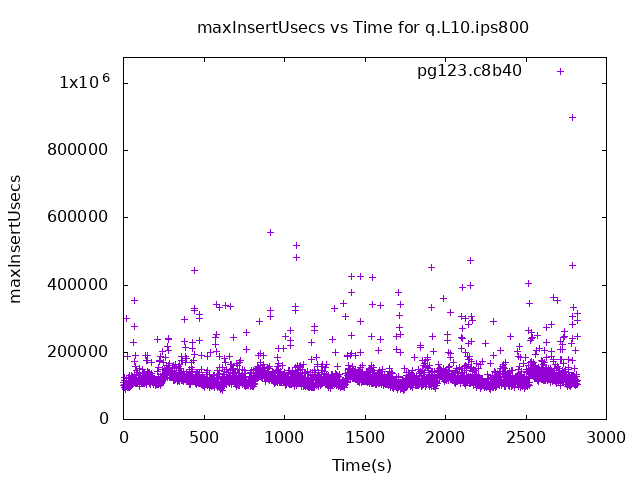 maxInsertUsecs vs Time for q.L10.ips800
pg123.c8b40
maxInsertUsecs
1x10^6
800000
600000
400000
200000
0
0 500 1000 1500 2000 2500 3000
Time(s)